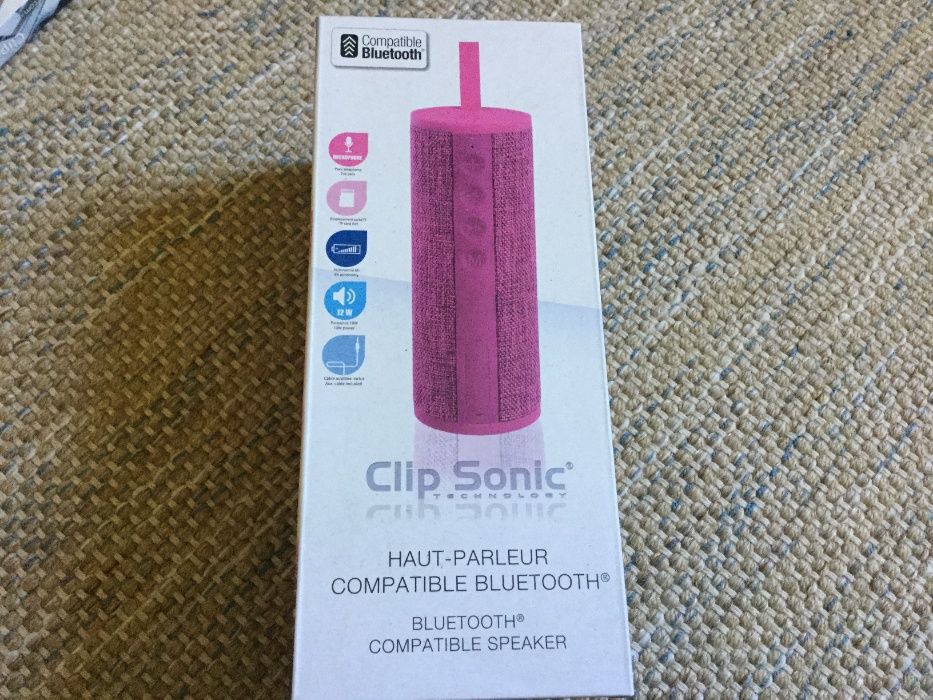 Compatible
Bluetooth
MICROPHONE
12 W
Clip Sonic®
TECHNOLOGY
HAUT-PARLEUR
COMPATIBLE BLUETOOTH®
BLUETOOTH®
COMPATIBLE SPEAKER